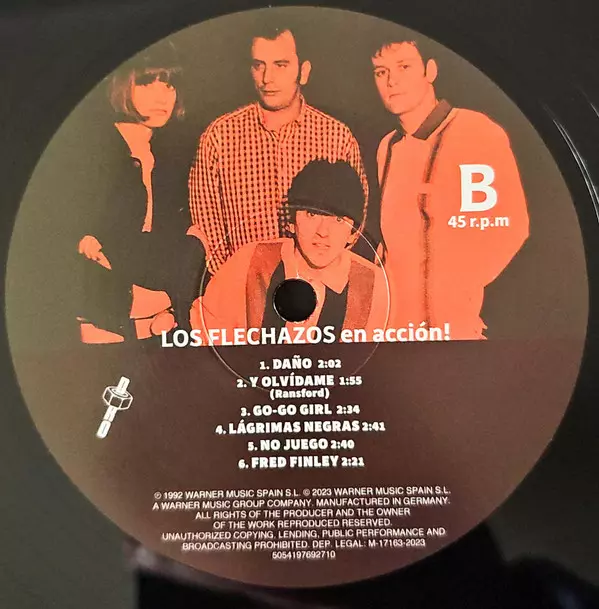 B
45 r.p.m
LOS FLECHAZOS en acción!
1. DAÑO 2:02
2. Y OLVÍDAME 1:55
(Ransford)
3. GO-GO GIRL 2:34
4. LÁGRIMAS NEGRAS 2:41
5. NO JUEGO 2:40
6. FRED FINLEY 2:21
℗ 1992 WARNER MUSIC SPAIN S.L. © 2023 WARNER MUSIC SPAIN S.L.
A WARNER MUSIC GROUP COMPANY. MANUFACTURED IN GERMANY.
ALL RIGHTS OF THE PRODUCER AND THE OWNER
OF THE WORK REPRODUCED RESERVED.
UNAUTHORIZED COPYING, LENDING, PUBLIC PERFORMANCE AND
BROADCASTING PROHIBITED. DEP. LEGAL: M-17163-2023
5054197692710